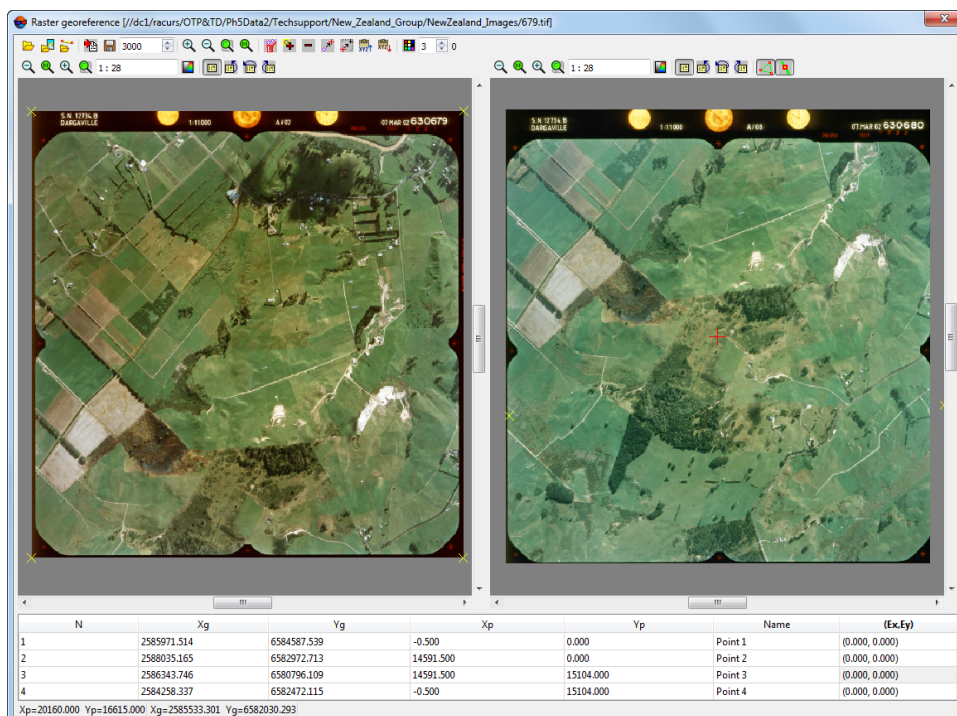 Raster georeference [//dc1/racurs/OTP&TD/Ph5Data2/Techsupport/New_Zealand_Group/NewZealand_Images/679.tif]
3000 3 0
1 : 28 1 : 28
S.N 12734.B
DARGAVILLE 1:11000 A/02 07 MAR 02 630679
S.N 12734.B
DARGAVILLE 1:11000 A/03 07 MAR 02 630680
N Xg Yg Xp Yp Name (Ex,Ey)
1 2585971.514 6584587.539 -0.500 0.000 Point 1 (0.000, 0.000)
2 2588035.165 6582972.713 14591.500 0.000 Point 2 (0.000, 0.000)
3 2586343.746 6580796.109 14591.500 15104.000 Point 3 (0.000, 0.000)
4 2584258.337 6582472.115 -0.500 15104.000 Point 4 (0.000, 0.000)
Xp=20160.000 Yp=16615.000 Xg=2585533.301 Yg=6582030.293